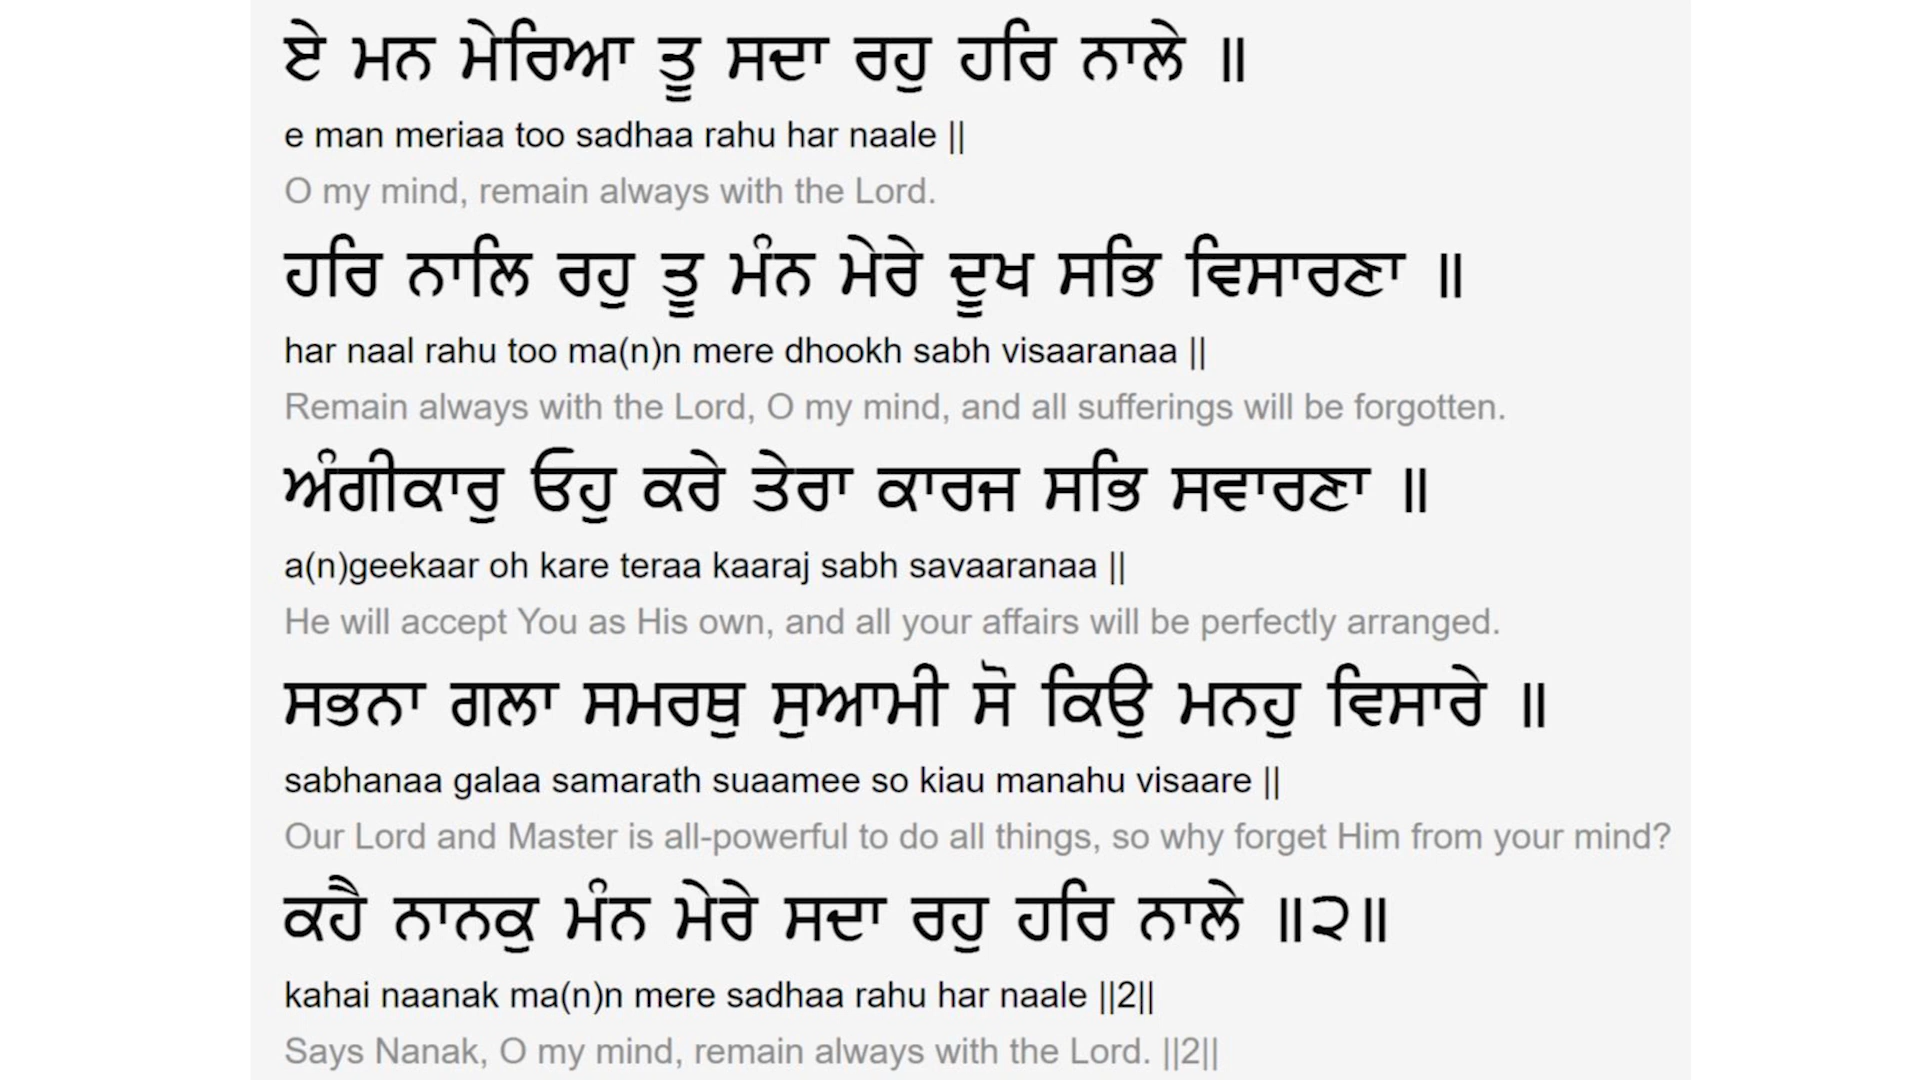 ਏ ਮਨ ਮੇਰਿਆ ਤੂ ਸਦਾ ਰਹੁ ਹਰਿ ਨਾਲੇ ॥
e man meriaa too sadhaa rahu har naale ||
O my mind, remain always with the Lord.
ਹਰਿ ਨਾਲਿ ਰਹੁ ਤੂ ਮੰਨ ਮੇਰੇ ਦੂਖ ਸਭਿ ਵਿਸਾਰਣਾ ॥
har naal rahu too ma(n)n mere dhookh sabh visaaranaa ||
Remain always with the Lord, O my mind, and all sufferings will be forgotten.
ਅੰਗੀਕਾਰੁ ਓਹੁ ਕਰੇ ਤੇਰਾ ਕਾਰਜ ਸਭਿ ਸਵਾਰਣਾ ॥
a(n)geekaar oh kare teraa kaaraj sabh savaaranaa ||
He will accept You as His own, and all your affairs will be perfectly arranged.
ਸਭਨਾ ਗਲਾ ਸਮਰਥੁ ਸੁਆਮੀ ਸੋ ਕਿਉ ਮਨਹੁ ਵਿਸਾਰੇ ॥
sabhanaa galaa samarath suaamee so kiau manahu visaare ||
Our Lord and Master is all-powerful to do all things, so why forget Him from your mind?
ਕਹੈ ਨਾਨਕੁ ਮੰਨ ਮੇਰੇ ਸਦਾ ਰਹੁ ਹਰਿ ਨਾਲੇ ॥੨॥
kahai naanak ma(n)n mere sadhaa rahu har naale ||2||
Says Nanak, O my mind, remain always with the Lord. ||2||